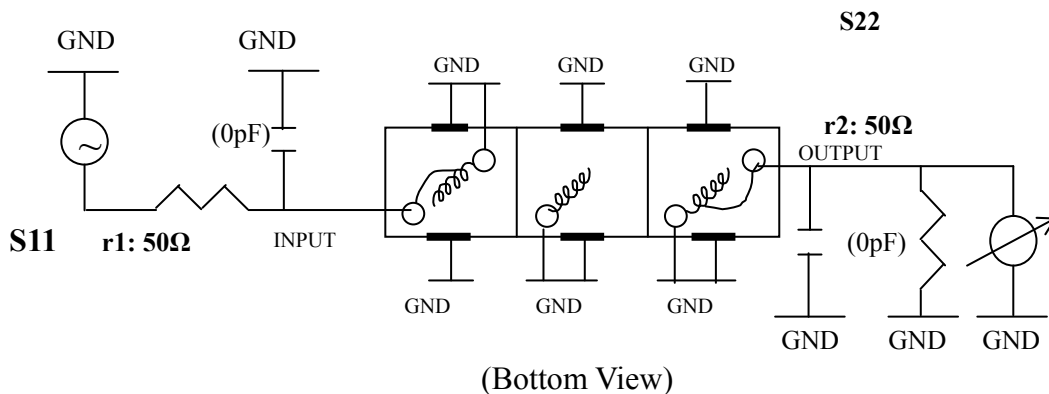 S22
GND
GND
GND
GND
GND
(0pF)
r2: 50Ω
OUTPUT
S11
r1: 50Ω
INPUT
(0pF)
GND
GND
GND
GND
GND
GND
(Bottom View)